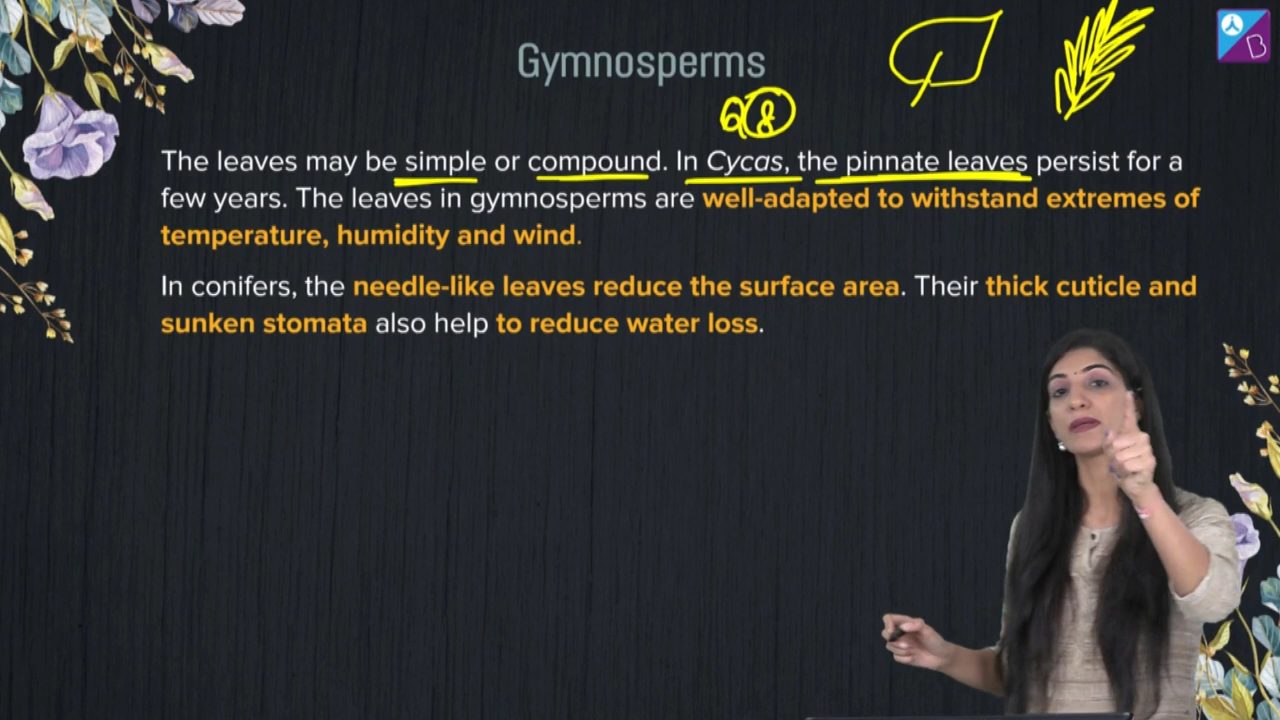 Gymnosperms
The leaves may be simple or compound. In Cycas, the pinnate leaves persist for a
few years. The leaves in gymnosperms are well-adapted to withstand extremes of
temperature, humidity and wind.
In conifers, the needle-like leaves reduce the surface area. Their thick cuticle and
sunken stomata also help to reduce water loss.
B